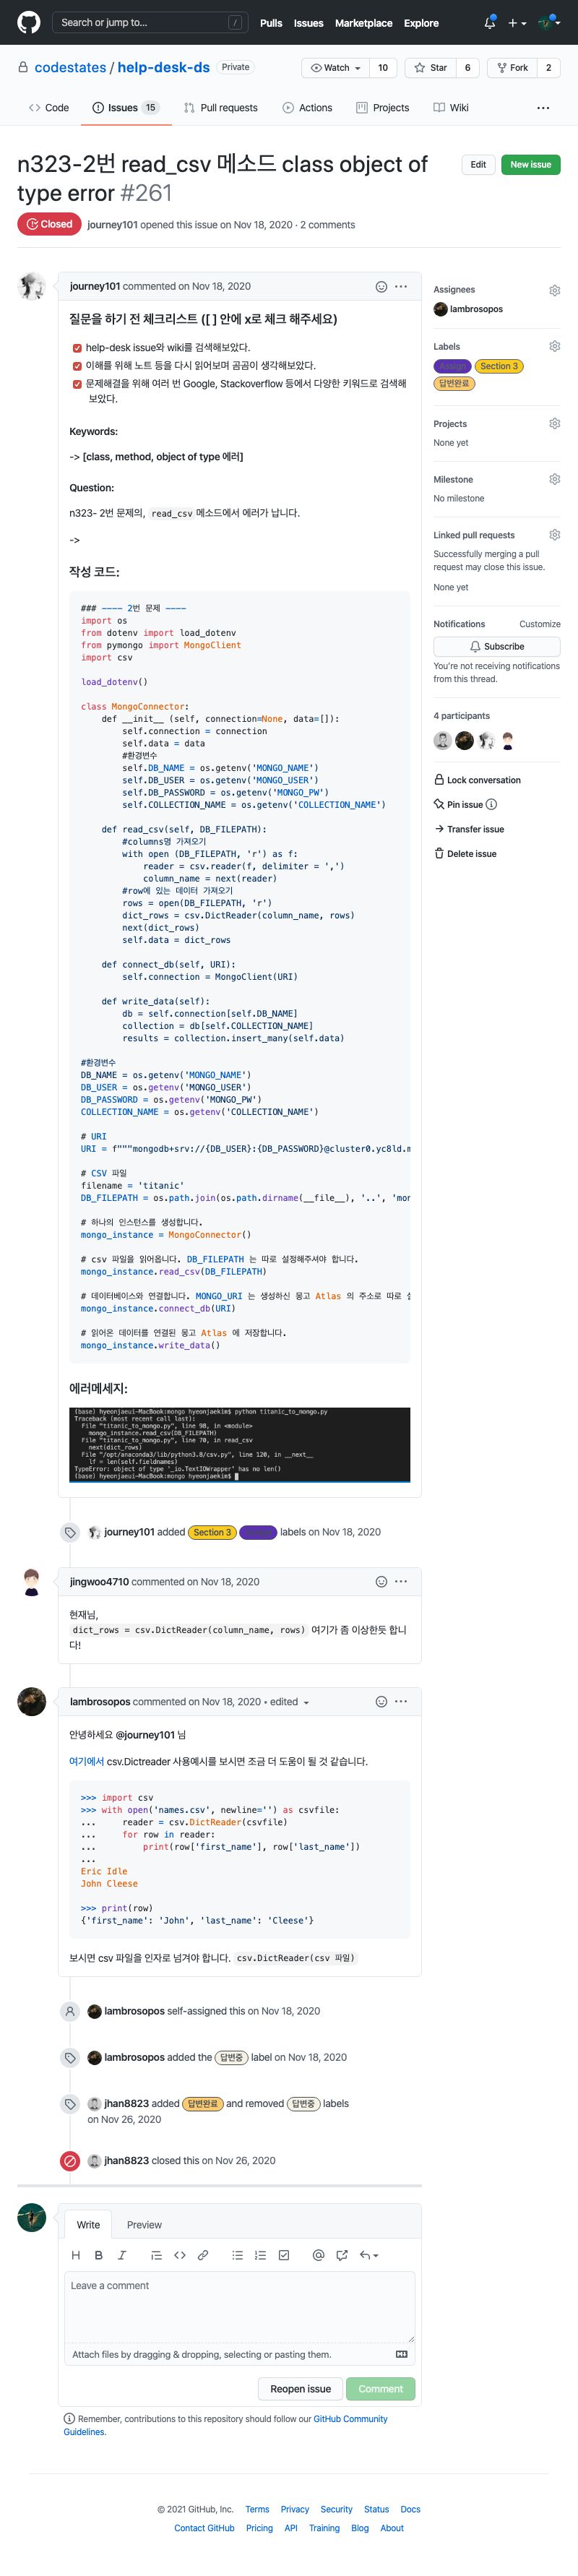 Search or jump to...
/
Pulls Issues Marketplace Explore
codestates / help-desk-ds Private
Watch 10
Star 6
Fork 2
Code
Issues 15
Pull requests
Actions
Projects
Wiki
n323-2번 read_csv 메소드 class object of
type error #261
Edit
New issue
Closed journey101 opened this issue on Nov 18, 2020 · 2 comments
journey101 commented on Nov 18, 2020
질문을 하기 전 체크리스트 ([ ] 안에 x로 체크 해주세요)
help-desk issue와 wiki를 검색해보았다.
이해를 위해 노트 등을 다시 읽어보며 곰곰이 생각해보았다.
문제해결을 위해 여러 번 Google, Stackoverflow 등에서 다양한 키워드로 검색해
보았다.
Keywords:
-> [class, method, object of type 에러]
Question:
n323- 2번 문제의, read_csv 메소드에서 에러가 납니다.
->
작성 코드:
### ---- 2번 문제 ----
import os
from dotenv import load_dotenv
from pymongo import MongoClient
import csv
load_dotenv()
class MongoConnector:
def __init__ (self, connection=None, data=[]):
self.connection = connection
self.data = data
#환경변수
self.DB_NAME = os.getenv('MONGO_NAME')
self.DB_USER = os.getenv('MONGO_USER')
self.DB_PASSWORD = os.getenv('MONGO_PW')
self.COLLECTION_NAME = os.getenv('COLLECTION_NAME')
def read_csv(self, DB_FILEPATH):
#columns명 가져오기
with open (DB_FILEPATH, 'r') as f:
reader = csv.reader(f, delimiter = ',')
column_name = next(reader)
#row에 있는 데이터 가져오기
rows = open(DB_FILEPATH, 'r')
dict_rows = csv.DictReader(column_name, rows)
next(dict_rows)
self.data = dict_rows
def connect_db(self, URI):
self.connection = MongoClient(URI)
def write_data(self):
db = self.connection[self.DB_NAME]
collection = db[self.COLLECTION_NAME]
results = collection.insert_many(self.data)
#환경변수
DB_NAME = os.getenv('MONGO_NAME')
DB_USER = os.getenv('MONGO_USER')
DB_PASSWORD = os.getenv('MONGO_PW')
COLLECTION_NAME = os.getenv('COLLECTION_NAME')
# URI
URI = f"""mongodb+srv://{DB_USER}:{DB_PASSWORD}@cluster0.yc8ld.m
# CSV 파일
filename = 'titanic'
DB_FILEPATH = os.path.join(os.path.dirname(__file__), '..', 'mon
# 하나의 인스턴스를 생성합니다.
mongo_instance = MongoConnector()
# csv 파일을 읽어옵니다. DB_FILEPATH 는 따로 설정해주셔야 합니다.
mongo_instance.read_csv(DB_FILEPATH)
# 데이터베이스와 연결합니다. MONGO_URI 는 생성하신 몽고 Atlas 의 주소로 따로
mongo_instance.connect_db(URI)
# 읽어온 데이터를 연결된 몽고 Atlas 에 저장합니다.
mongo_instance.write_data()
에러메세지:
(base) hyeonjaeui-MacBook:mongo hyeonjaekim$ python titanic_to_mongo.py
Traceback (most recent call last):
File "titanic_to_mongo.py", line 98, in <module>
mongo_instance.read_csv(DB_FILEPATH)
File "titanic_to_mongo.py", line 70, in read_csv
next(dict_rows)
File "/opt/anaconda3/lib/python3.8/csv.py", line 120, in __next__
lf = len(self.fieldnames)
TypeError: object of type '_io.TextIOWrapper' has no len()
(base) hyeonjaeui-MacBook:mongo hyeonjaekim$
journey101 added Section 3 labels on Nov 18, 2020
jingwoo4710 commented on Nov 18, 2020
현재님,
dict_rows = csv.DictReader(column_name, rows) 여기가 좀 이상한듯 합니
다!
lambrosopos commented on Nov 18, 2020 • edited
안녕하세요 @journey101 님
여기에서 csv.Dictreader 사용예시를 보시면 조금 더 도움이 될 것 같습니다.
>>> import csv
>>> with open('names.csv', newline='') as csvfile:
... reader = csv.DictReader(csvfile)
... for row in reader:
... print(row['first_name'], row['last_name'])
...
Eric Idle
John Cleese
>>> print(row)
{'first_name': 'John', 'last_name': 'Cleese'}
보시면 csv 파일을 인자로 넘겨야 합니다. csv.DictReader(csv 파일)
lambrosopos self-assigned this on Nov 18, 2020
lambrosopos added the 답변중 label on Nov 18, 2020
jhan8823 added 답변완료 and removed 답변중 labels
on Nov 26, 2020
jhan8823 closed this on Nov 26, 2020
Write Preview
Leave a comment
Attach files by dragging & dropping, selecting or pasting them.
Reopen issue Comment
Remember, contributions to this repository should follow our GitHub Community
Guidelines.
Assignees
lambrosopos
Labels
Section 3
답변완료
Projects
None yet
Milestone
No milestone
Linked pull requests
Successfully merging a pull
request may close this issue.
None yet
Notifications Customize
Subscribe
You're not receiving notifications
from this thread.
4 participants
Lock conversation
Pin issue
Transfer issue
Delete issue
© 2021 GitHub, Inc. Terms Privacy Security Status Docs
Contact GitHub Pricing API Training Blog About